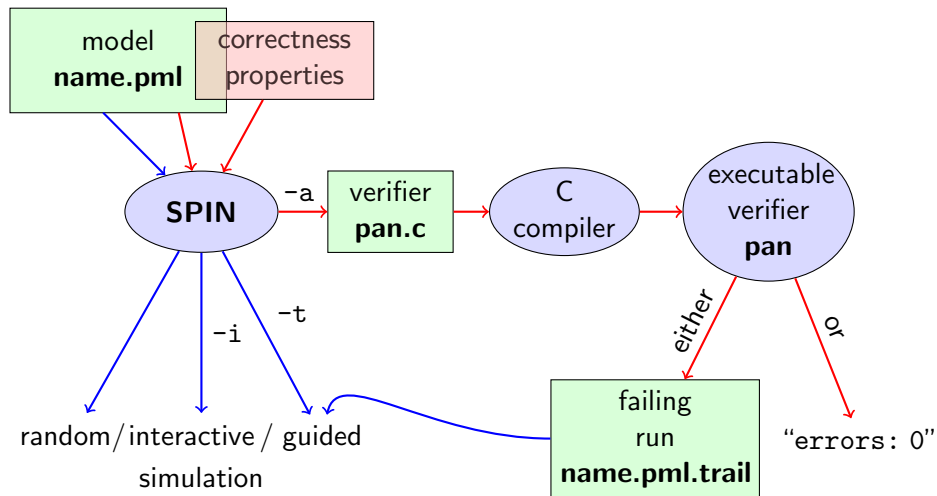 model
name.pml
correctness
properties
SPIN
-a
verifier
pan.c
C
compiler
executable
verifier
pan
-i
-t
either
or
random/interactive/guided
simulation
failing
run
name.pml.trail
“errors: 0”